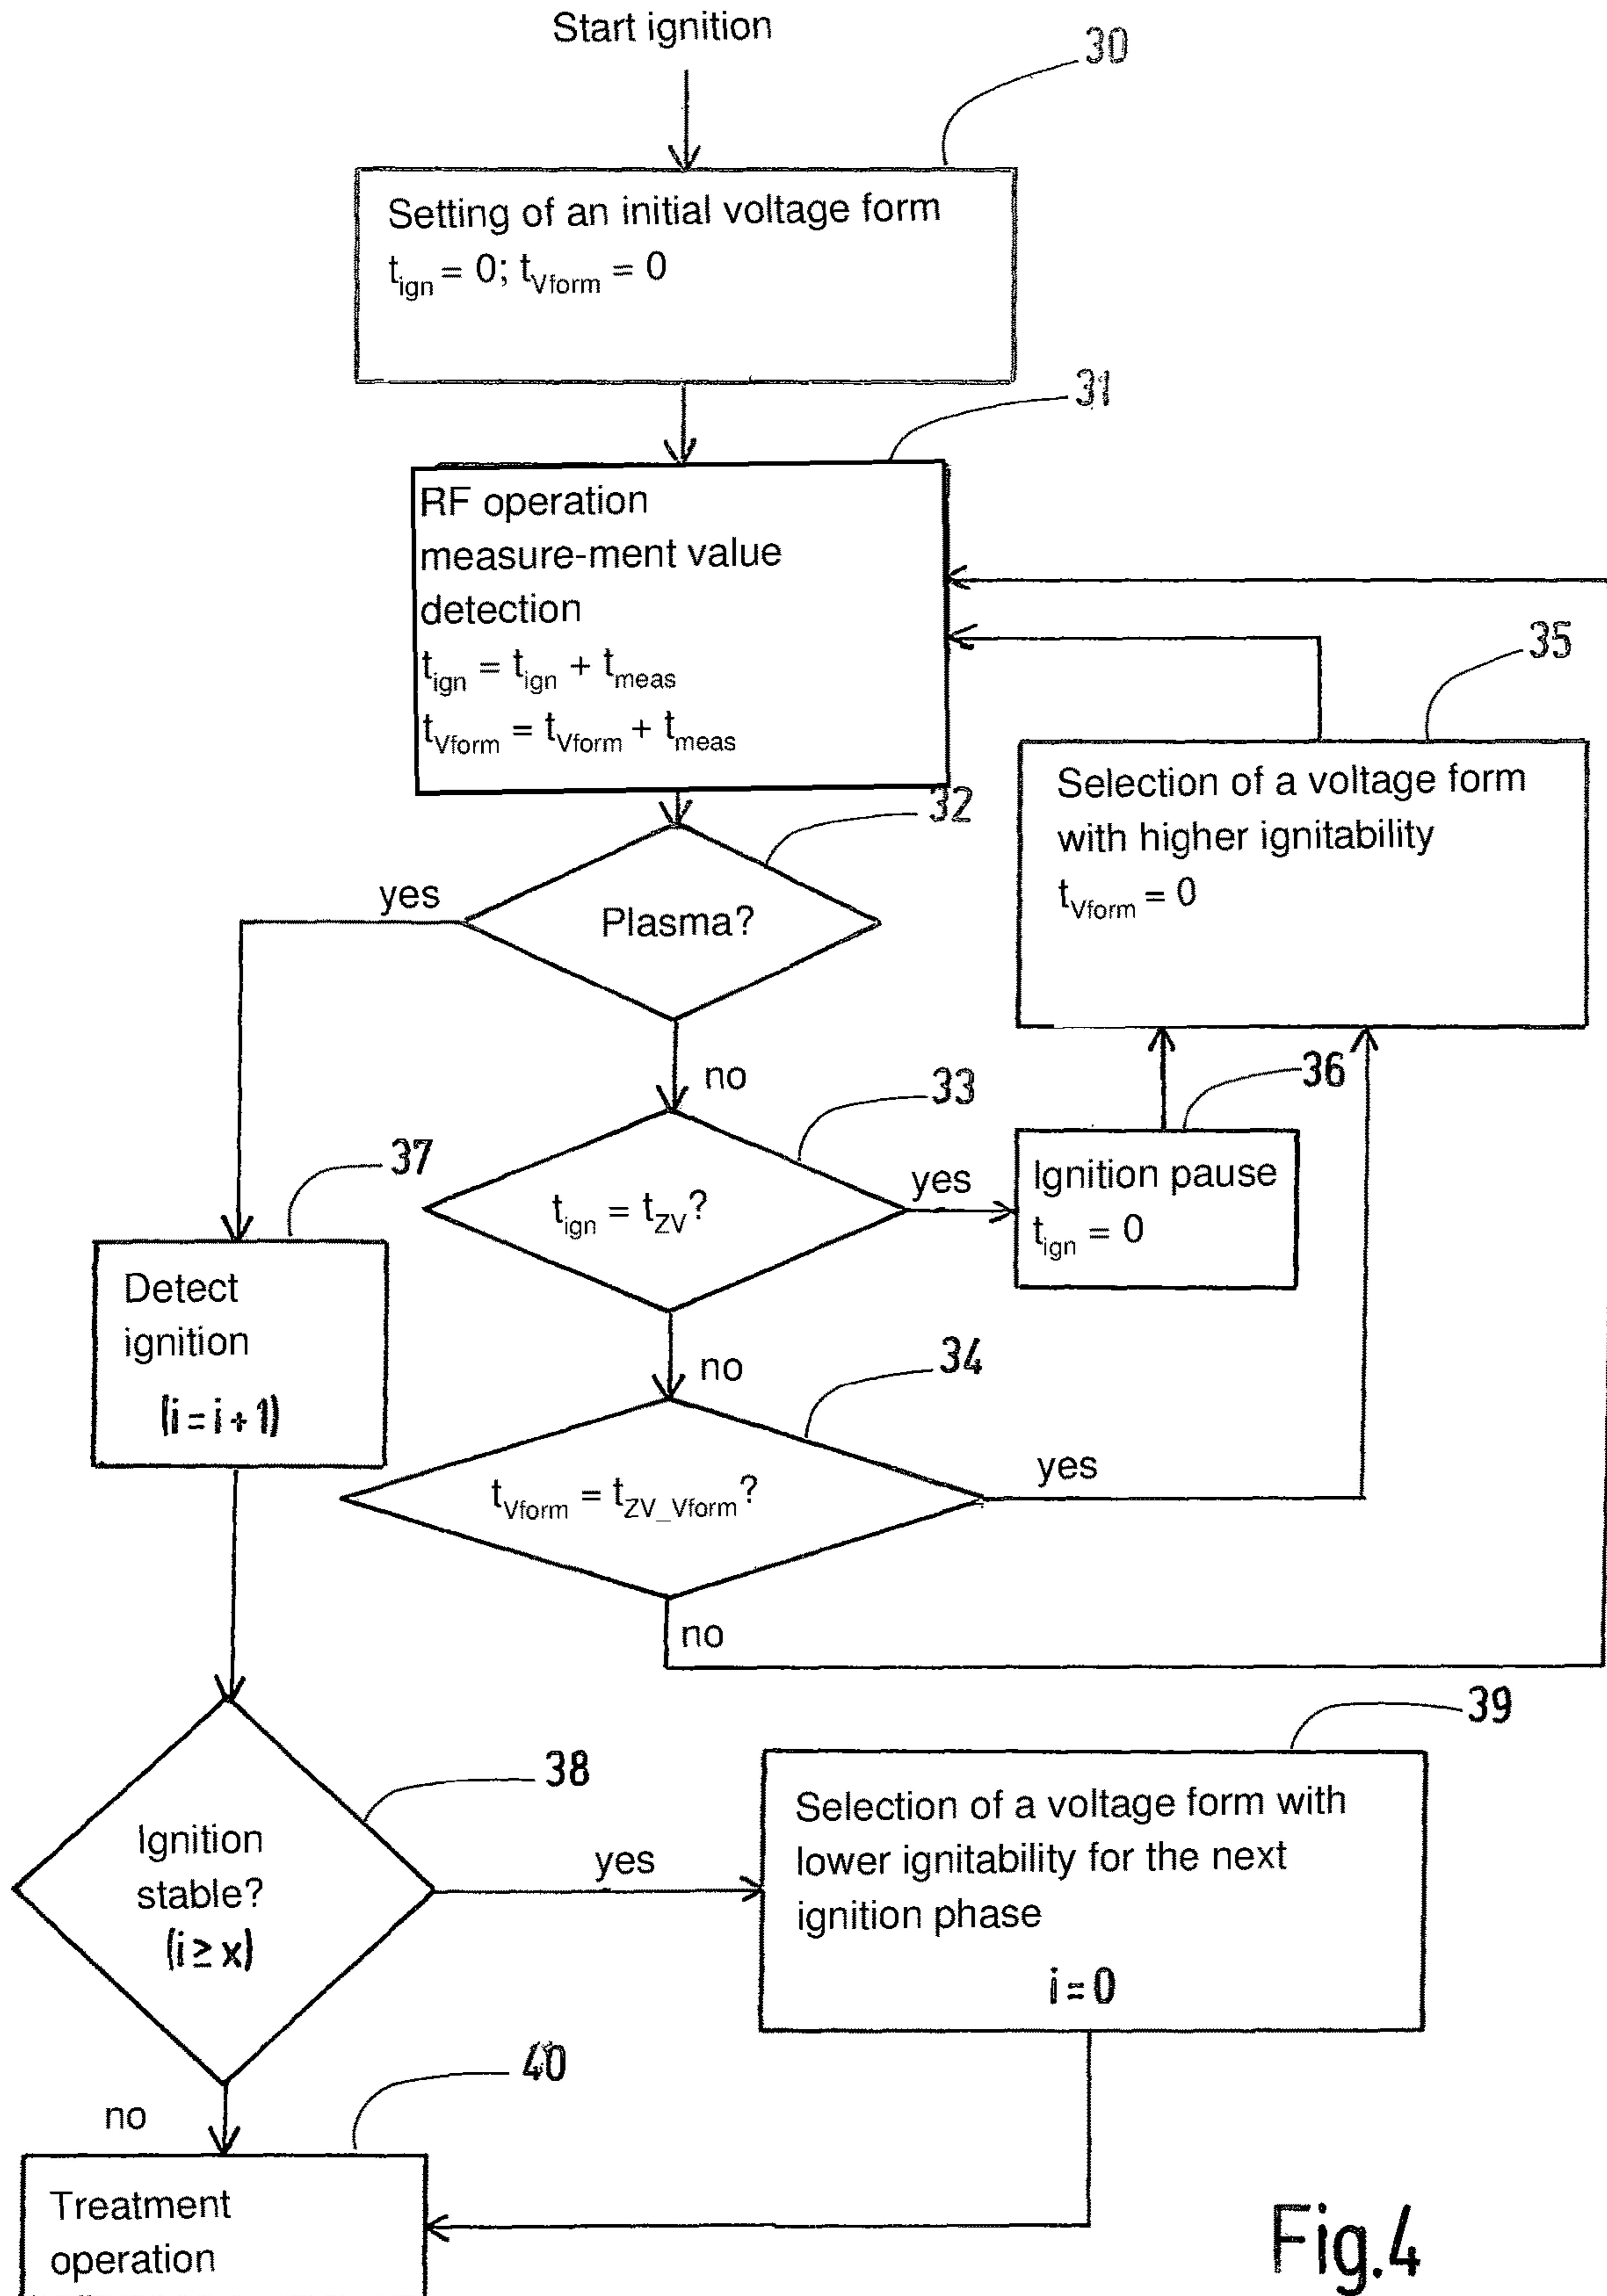 Start ignition
30
Setting of an initial voltage form
t_ign = 0; t_Vform = 0
31
RF operation
measure-ment value
detection
t_ign = t_ign + t_meas
t_Vform = t_Vform + t_meas
35
Selection of a voltage form
with higher ignitability
t_Vform = 0
32
yes
Plasma?
no
33
36
t_ign = t_ZV?
yes
Ignition pause
t_ign = 0
37
Detect
ignition
(i = i + 1)
no
34
t_Vform = t_ZV_Vform?
yes
no
38
Ignition
stable?
(i ≥ x)
yes
39
Selection of a voltage form with
lower ignitability for the next
ignition phase
i = 0
no
40
Treatment
operation
Fig.4